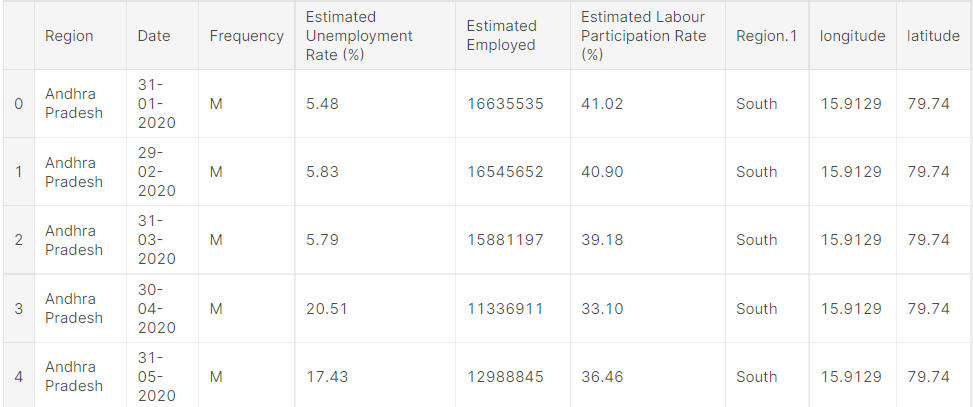 Region Date Frequency Estimated Unemployment Rate (%) Estimated Employed Estimated Labour Participation Rate (%) Region.1 longitude latitude
0 Andhra Pradesh 31-01-2020 M 5.48 16635535 41.02 South 15.9129 79.74
1 Andhra Pradesh 29-02-2020 M 5.83 16545652 40.90 South 15.9129 79.74
2 Andhra Pradesh 31-03-2020 M 5.79 15881197 39.18 South 15.9129 79.74
3 Andhra Pradesh 30-04-2020 M 20.51 11336911 33.10 South 15.9129 79.74
4 Andhra Pradesh 31-05-2020 M 17.43 12988845 36.46 South 15.9129 79.74